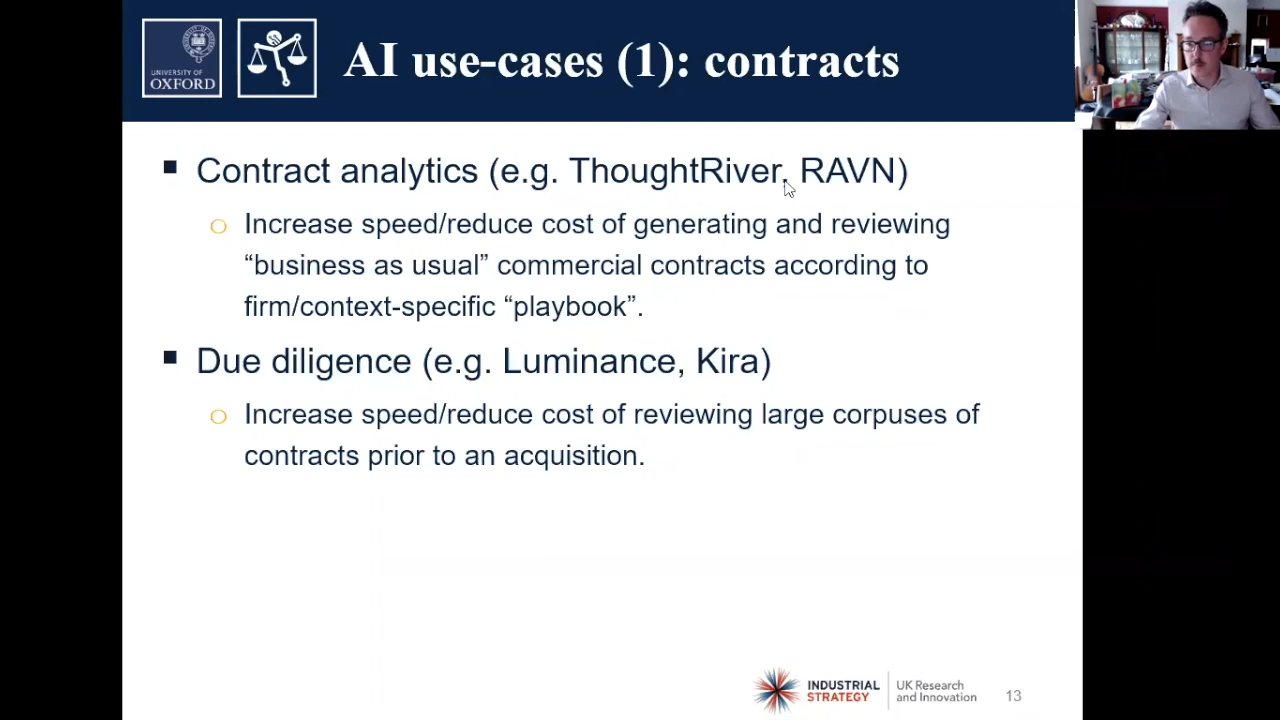 UNIVERSITY OF
OXFORD
AI use-cases (1): contracts
Contract analytics (e.g. ThoughtRiver, RAVN)
Increase speed/reduce cost of generating and reviewing
“business as usual” commercial contracts according to
firm/context-specific “playbook”.
Due diligence (e.g. Luminance, Kira)
Increase speed/reduce cost of reviewing large corpuses of
contracts prior to an acquisition.
INDUSTRIAL
STRATEGY
UK Research
and Innovation
13